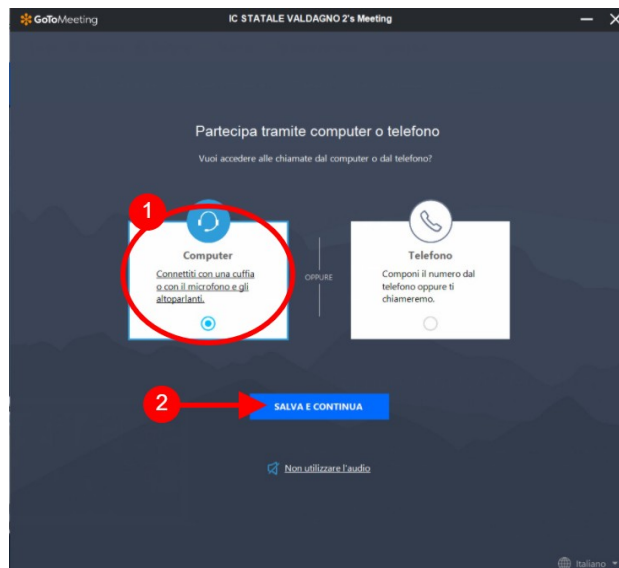 GoToMeeting
IC STATALE VALDAGNO 2's Meeting
Partecipa tramite computer o telefono
Vuoi accedere alle chiamate dal computer o dal telefono?
1
Computer
Connettiti con una cuffia
o con il microfono e gli
altoparlanti.
OPPURE
Telefono
Componi il numero dal
telefono oppure ti
chiameremo.
2
SALVA E CONTINUA
Non utilizzare l'audio
Italiano